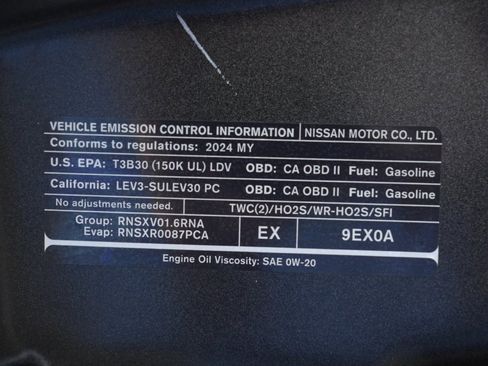 VEHICLE EMISSION CONTROL INFORMATION NISSAN MOTOR CO., LTD.
Conforms to regulations: 2024 MY
U.S. EPA: T3B30 (150K UL) LDV OBD: CA OBD II Fuel: Gasoline
California: LEV3-SULEV30 PC OBD: CA OBD II Fuel: Gasoline
No adjustments needed. TWC(2)/HO2S/WR-HO2S/SFI
Group: RNSXV01.6RNA
Evap: RNSXR0087PCA EX 9EX0A
Engine Oil Viscosity: SAE 0W-20